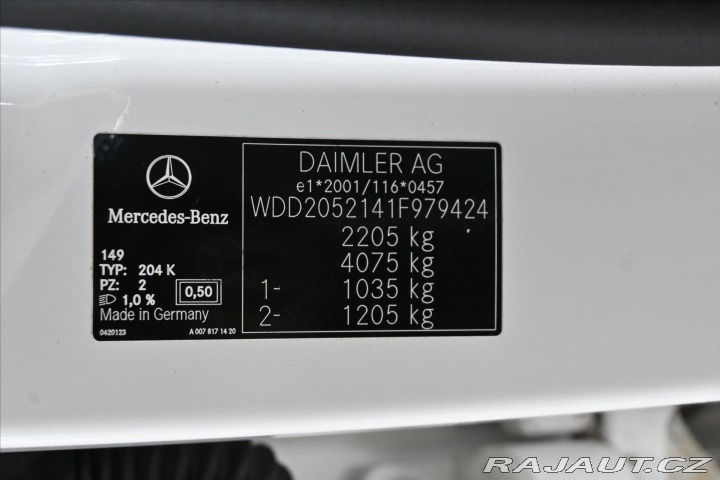 Mercedes-Benz
149
TYP: 204 K
PZ: 2
1,0 % 0,50
Made in Germany
0420123 A 007 817 14 20
DAIMLER AG
e1*2001/116*0457
WDD2052141F979424
2205 kg
4075 kg
1- 1035 kg
2- 1205 kg
RAJAUT.CZ